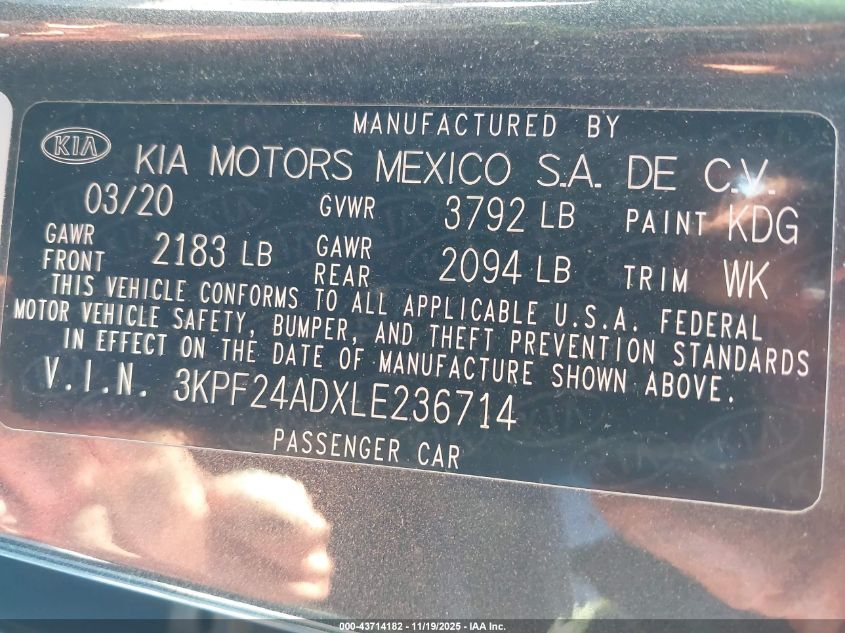 MANUFACTURED BY
KIA KIA MOTORS MEXICO S.A. DE C.V.
03/20 GVWR 3792 LB PAINT KDG
GAWR FRONT 2183 LB GAWR REAR 2094 LB TRIM WK
THIS VEHICLE CONFORMS TO ALL APPLICABLE U.S.A. FEDERAL
MOTOR VEHICLE SAFETY, BUMPER, AND THEFT PREVENTION STANDARDS
IN EFFECT ON THE DATE OF MANUFACTURE SHOWN ABOVE.
V.I.N. 3KPF24ADXLE236714
PASSENGER CAR
000-43714182 - 11/19/2025 - IAA Inc.